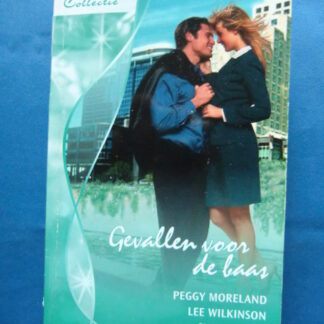 Collectie
Gevallen voor
de baas
PEGGY MORELAND
LEE WILKINSON